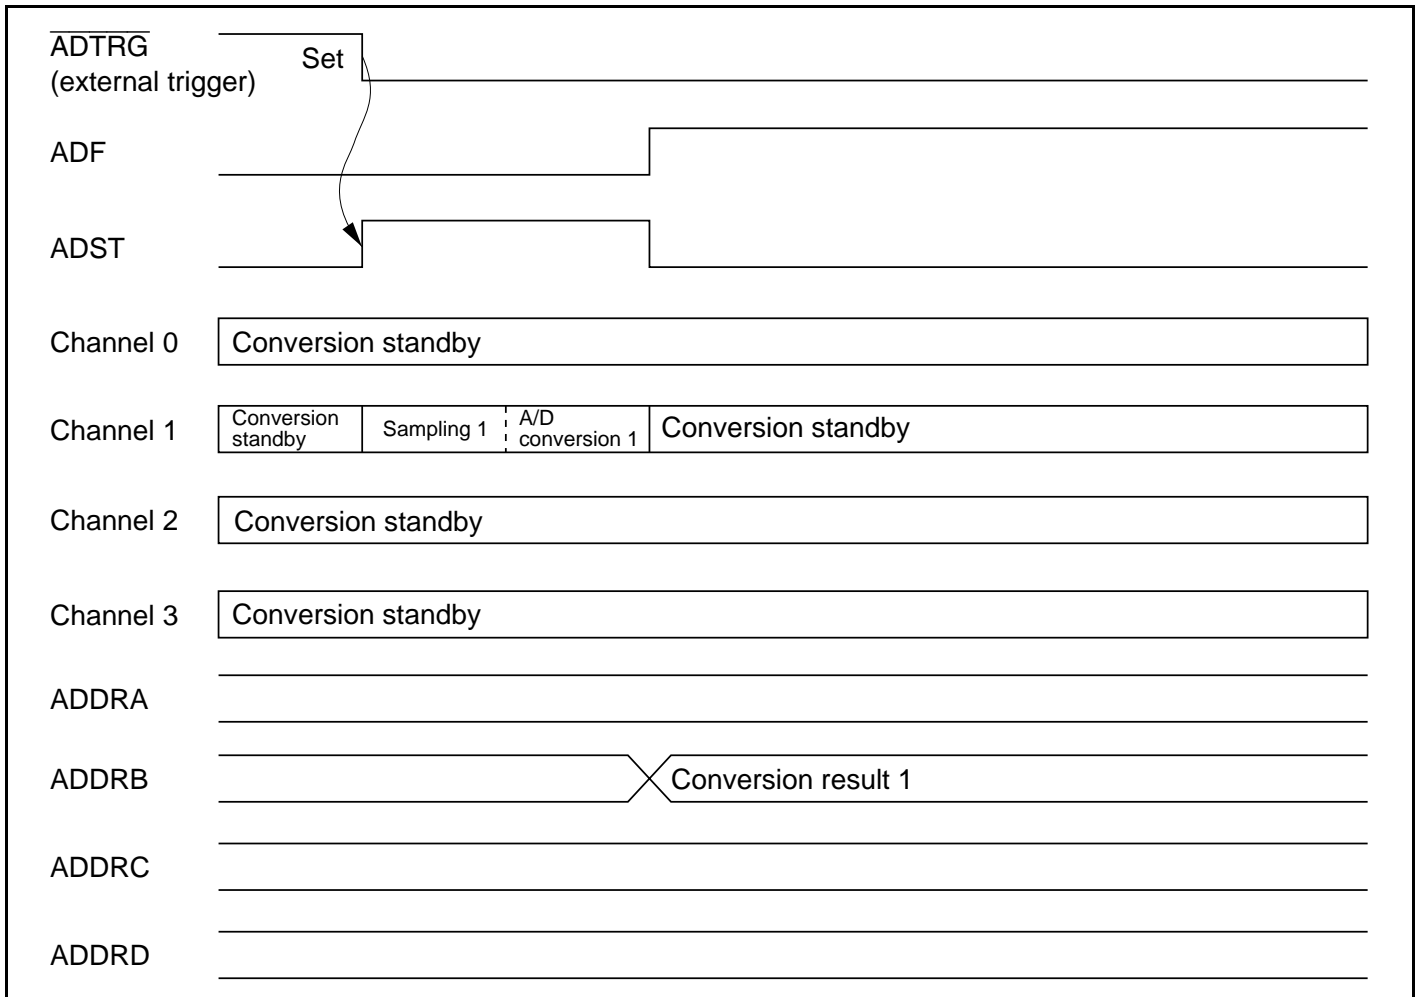 ADTRG
(external trigger)
Set
ADF
ADST
Channel 0
Conversion standby
Channel 1
Conversion
standby
Sampling 1
A/D
conversion 1
Conversion standby
Channel 2
Conversion standby
Channel 3
Conversion standby
ADDRA
ADDRB
Conversion result 1
ADDRC
ADDRD